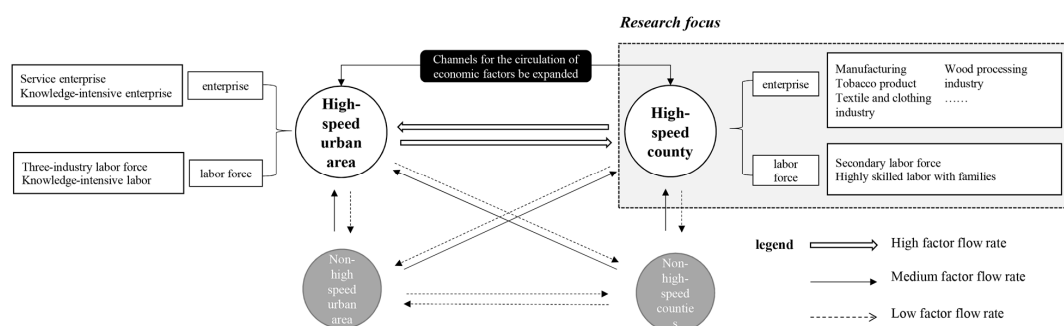 Research focus
Channels for the circulation of
economic factors be expanded
Service enterprise
Knowledge-intensive enterprise
enterprise
Three-industry labor force
Knowledge-intensive labor
labor force
High-
speed
urban
area
High-
speed
county
enterprise
Manufacturing
Tobacco product
Textile and clothing
industry
Wood processing
industry
……
labor
force
Secondary labor force
Highly skilled labor with families
Non-
high
speed
urban
area
Non-
high-
speed
countie
s
legend
High factor flow rate
Medium factor flow rate
Low factor flow rate